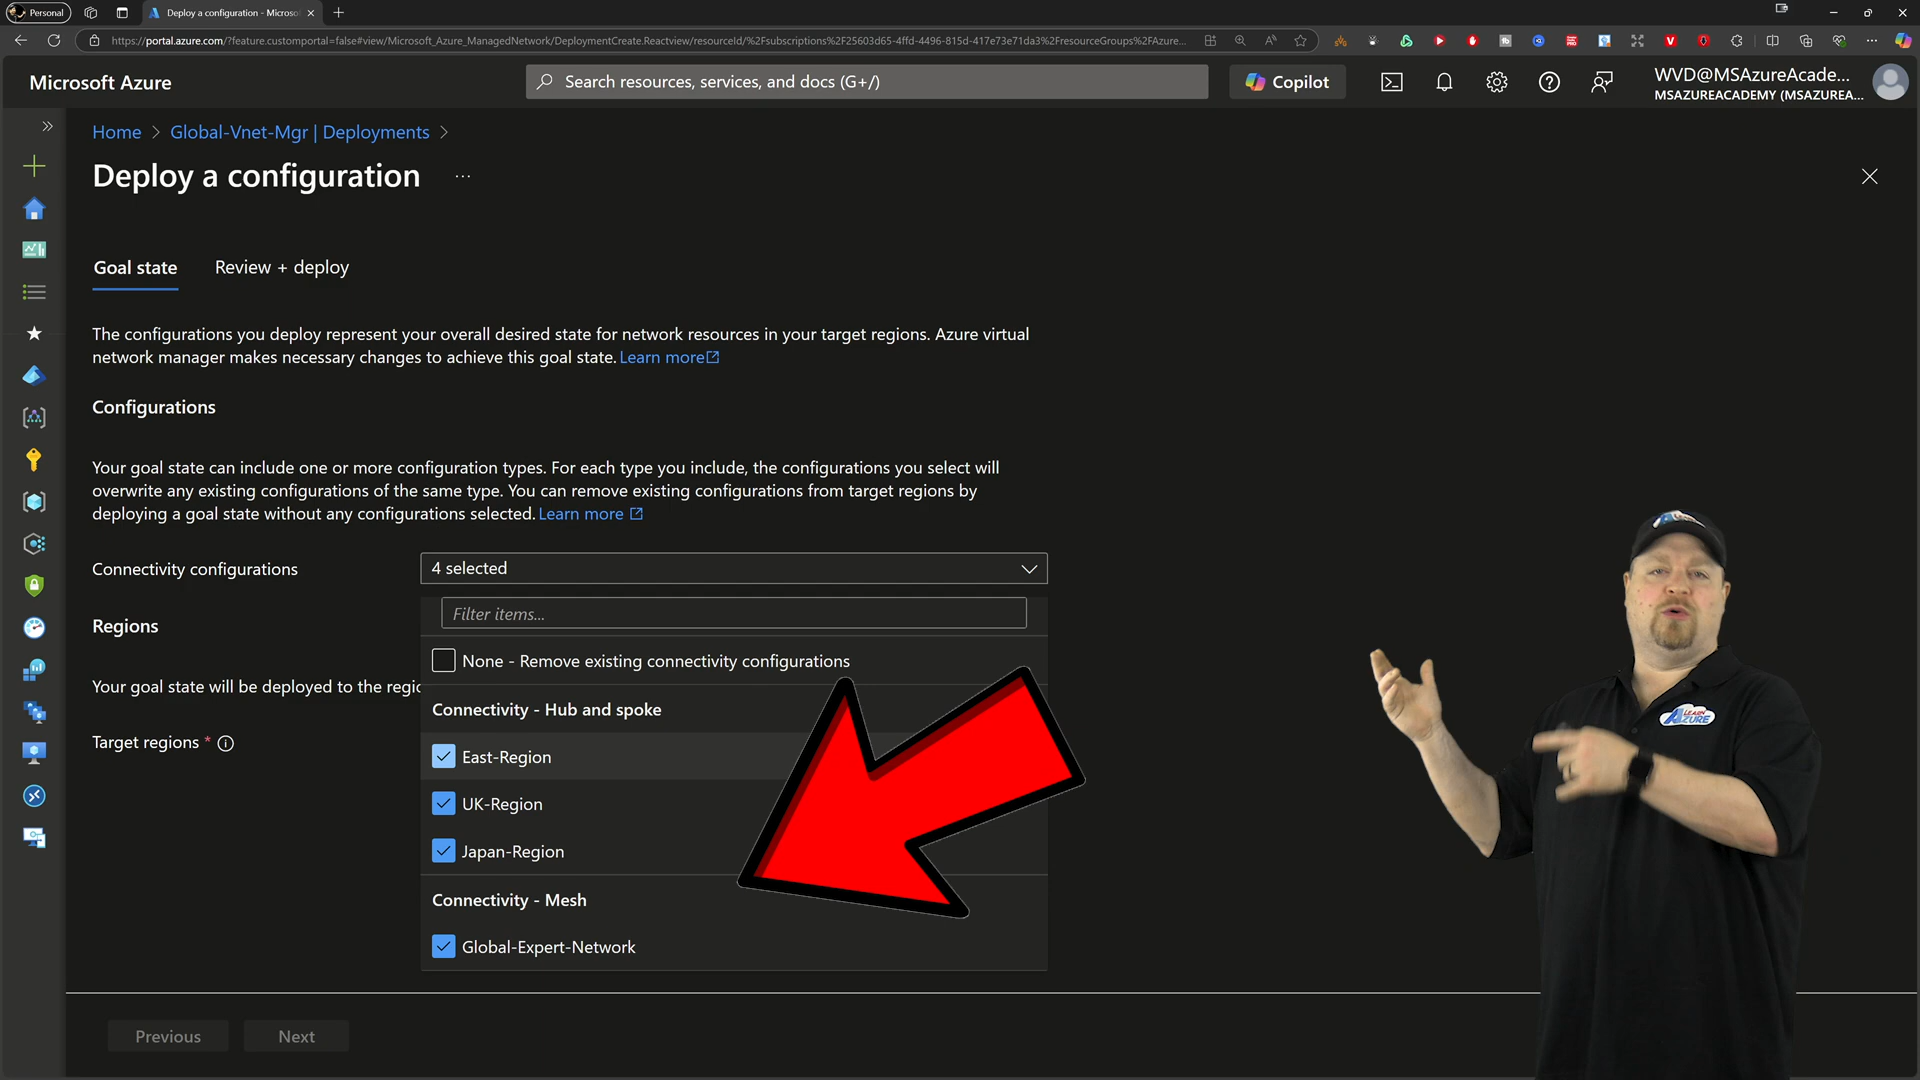 Personal
Deploy a configuration - Microso
https://portal.azure.com/?feature.customportal=false#view/Microsoft_Azure_ManagedNetwork/DeploymentCreate.Reactview/resourceId/%2Fsubscriptions%2F25603d65-4ffd-4496-815d-417e73e71da3%2FresourceGroups%2FAzure...
Microsoft Azure
Search resources, services, and docs (G+/)
Copilot
WVD@MSAzureAcade...
MSAZUREACADEMY (MSAZUREA...
Home > Global-Vnet-Mgr | Deployments >
Deploy a configuration ...
Goal state
Review + deploy
The configurations you deploy represent your overall desired state for network resources in your target regions. Azure virtual
network manager makes necessary changes to achieve this goal state. Learn more
Configurations
Your goal state can include one or more configuration types. For each type you include, the configurations you select will
overwrite any existing configurations of the same type. You can remove existing configurations from target regions by
deploying a goal state without any configurations selected. Learn more
Connectivity configurations
4 selected
Filter items...
Regions
None - Remove existing connectivity configurations
Your goal state will be deployed to the regio
Connectivity - Hub and spoke
Target regions *
East-Region
UK-Region
Japan-Region
Connectivity - Mesh
Global-Expert-Network
Previous
Next
LEARN
AZURE